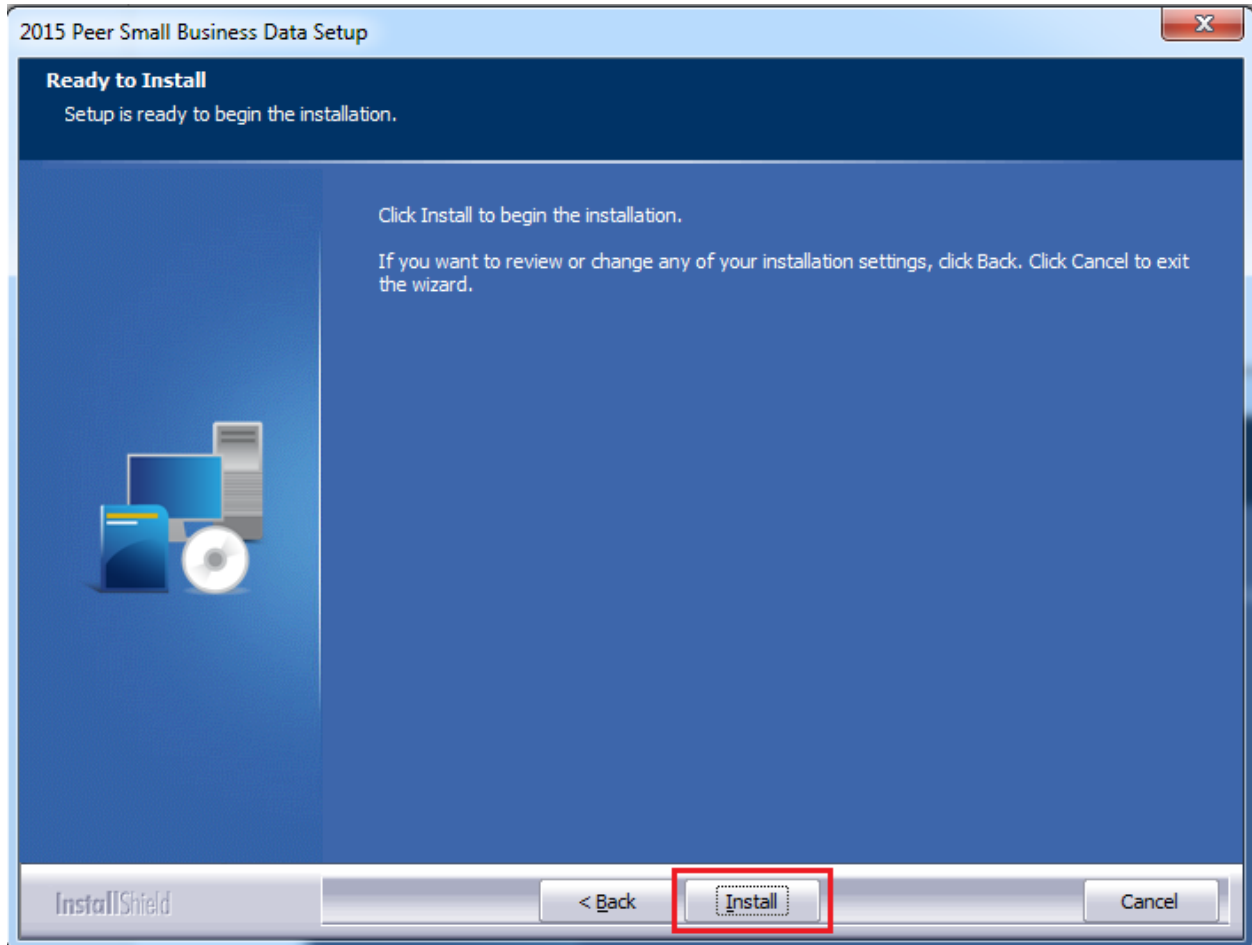 2015 Peer Small Business Data Setup
X
Ready to Install
Setup is ready to begin the installation.
Click Install to begin the installation.
If you want to review or change any of your installation settings, click Back. Click Cancel to exit
the wizard.
InstallShield
< Back
Install
Cancel